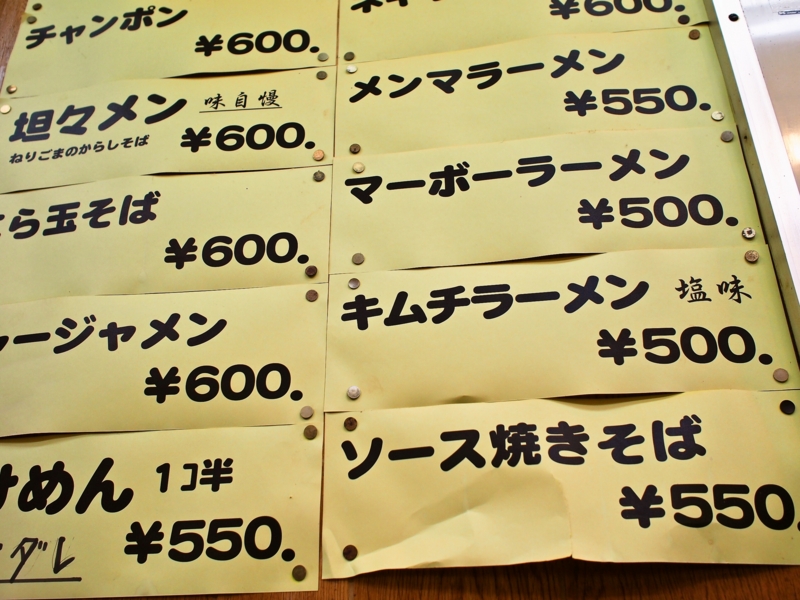 チャンポン
¥600.
坦々メン 味自慢
ねりごまのからしそば
¥600.
ら玉そば
¥600.
ージャメン
¥600.
けめん 1コ半
¥550.
ダレ
¥600.
メンマラーメン
¥550.
マーボーラーメン
¥500.
キムチラーメン 塩味
¥500.
ソース焼きそば
¥550.